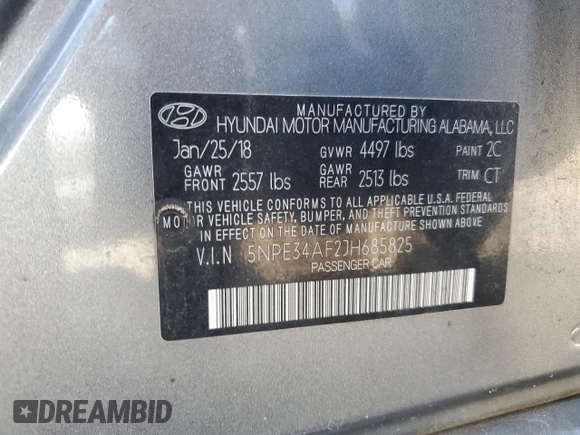 MANUFACTURED BY
HYUNDAI MOTOR MANUFACTURING ALABAMA, LLC
Jan/25/18 GVWR 4497 lbs PAINT 2C
GAWR FRONT 2557 lbs GAWR REAR 2513 lbs TRIM CT
THIS VEHICLE CONFORMS TO ALL APPLICABLE U.S.A. FEDERAL
MOTOR VEHICLE SAFETY, BUMPER, AND THEFT PREVENTION STANDARDS
IN EFFECT ON THE DATE OF MANUFACTURE SHOWN ABOVE.
V.I.N 5NPE34AF2JH685825
PASSENGER CAR
DREAMBID